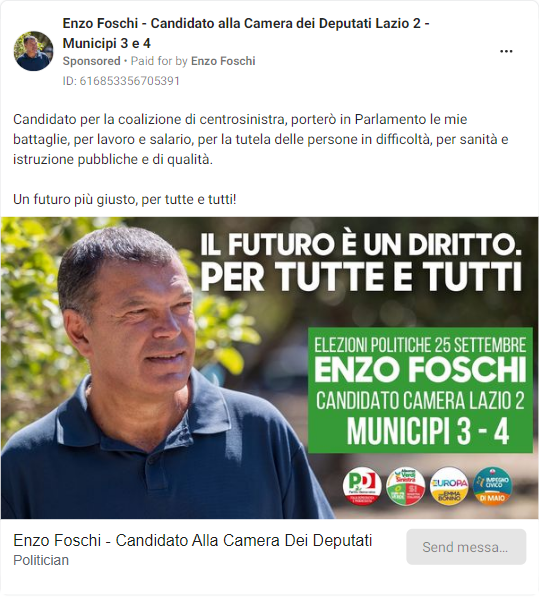 Enzo Foschi - Candidato alla Camera dei Deputati Lazio 2 -
Municipi 3 e 4
Sponsored • Paid for by Enzo Foschi
ID: 616853356705391
Candidato per la coalizione di centrosinistra, porterò in Parlamento le mie
battaglie, per lavoro e salario, per la tutela delle persone in difficoltà, per sanità e
istruzione pubbliche e di qualità.
Un futuro più giusto, per tutte e tutti!
IL FUTURO È UN DIRITTO.
PER TUTTE E TUTTI
ELEZIONI POLITICHE 25 SETTEMBRE
ENZO FOSCHI
CANDIDATO CAMERA LAZIO 2
MUNICIPI 3 - 4
PD
Sinistra
SI
EUROPA
EMMA
BONINO
IMPEGNO
CIVICO
DI MAIO
Enzo Foschi - Candidato Alla Camera Dei Deputati
Politician
Send messa...